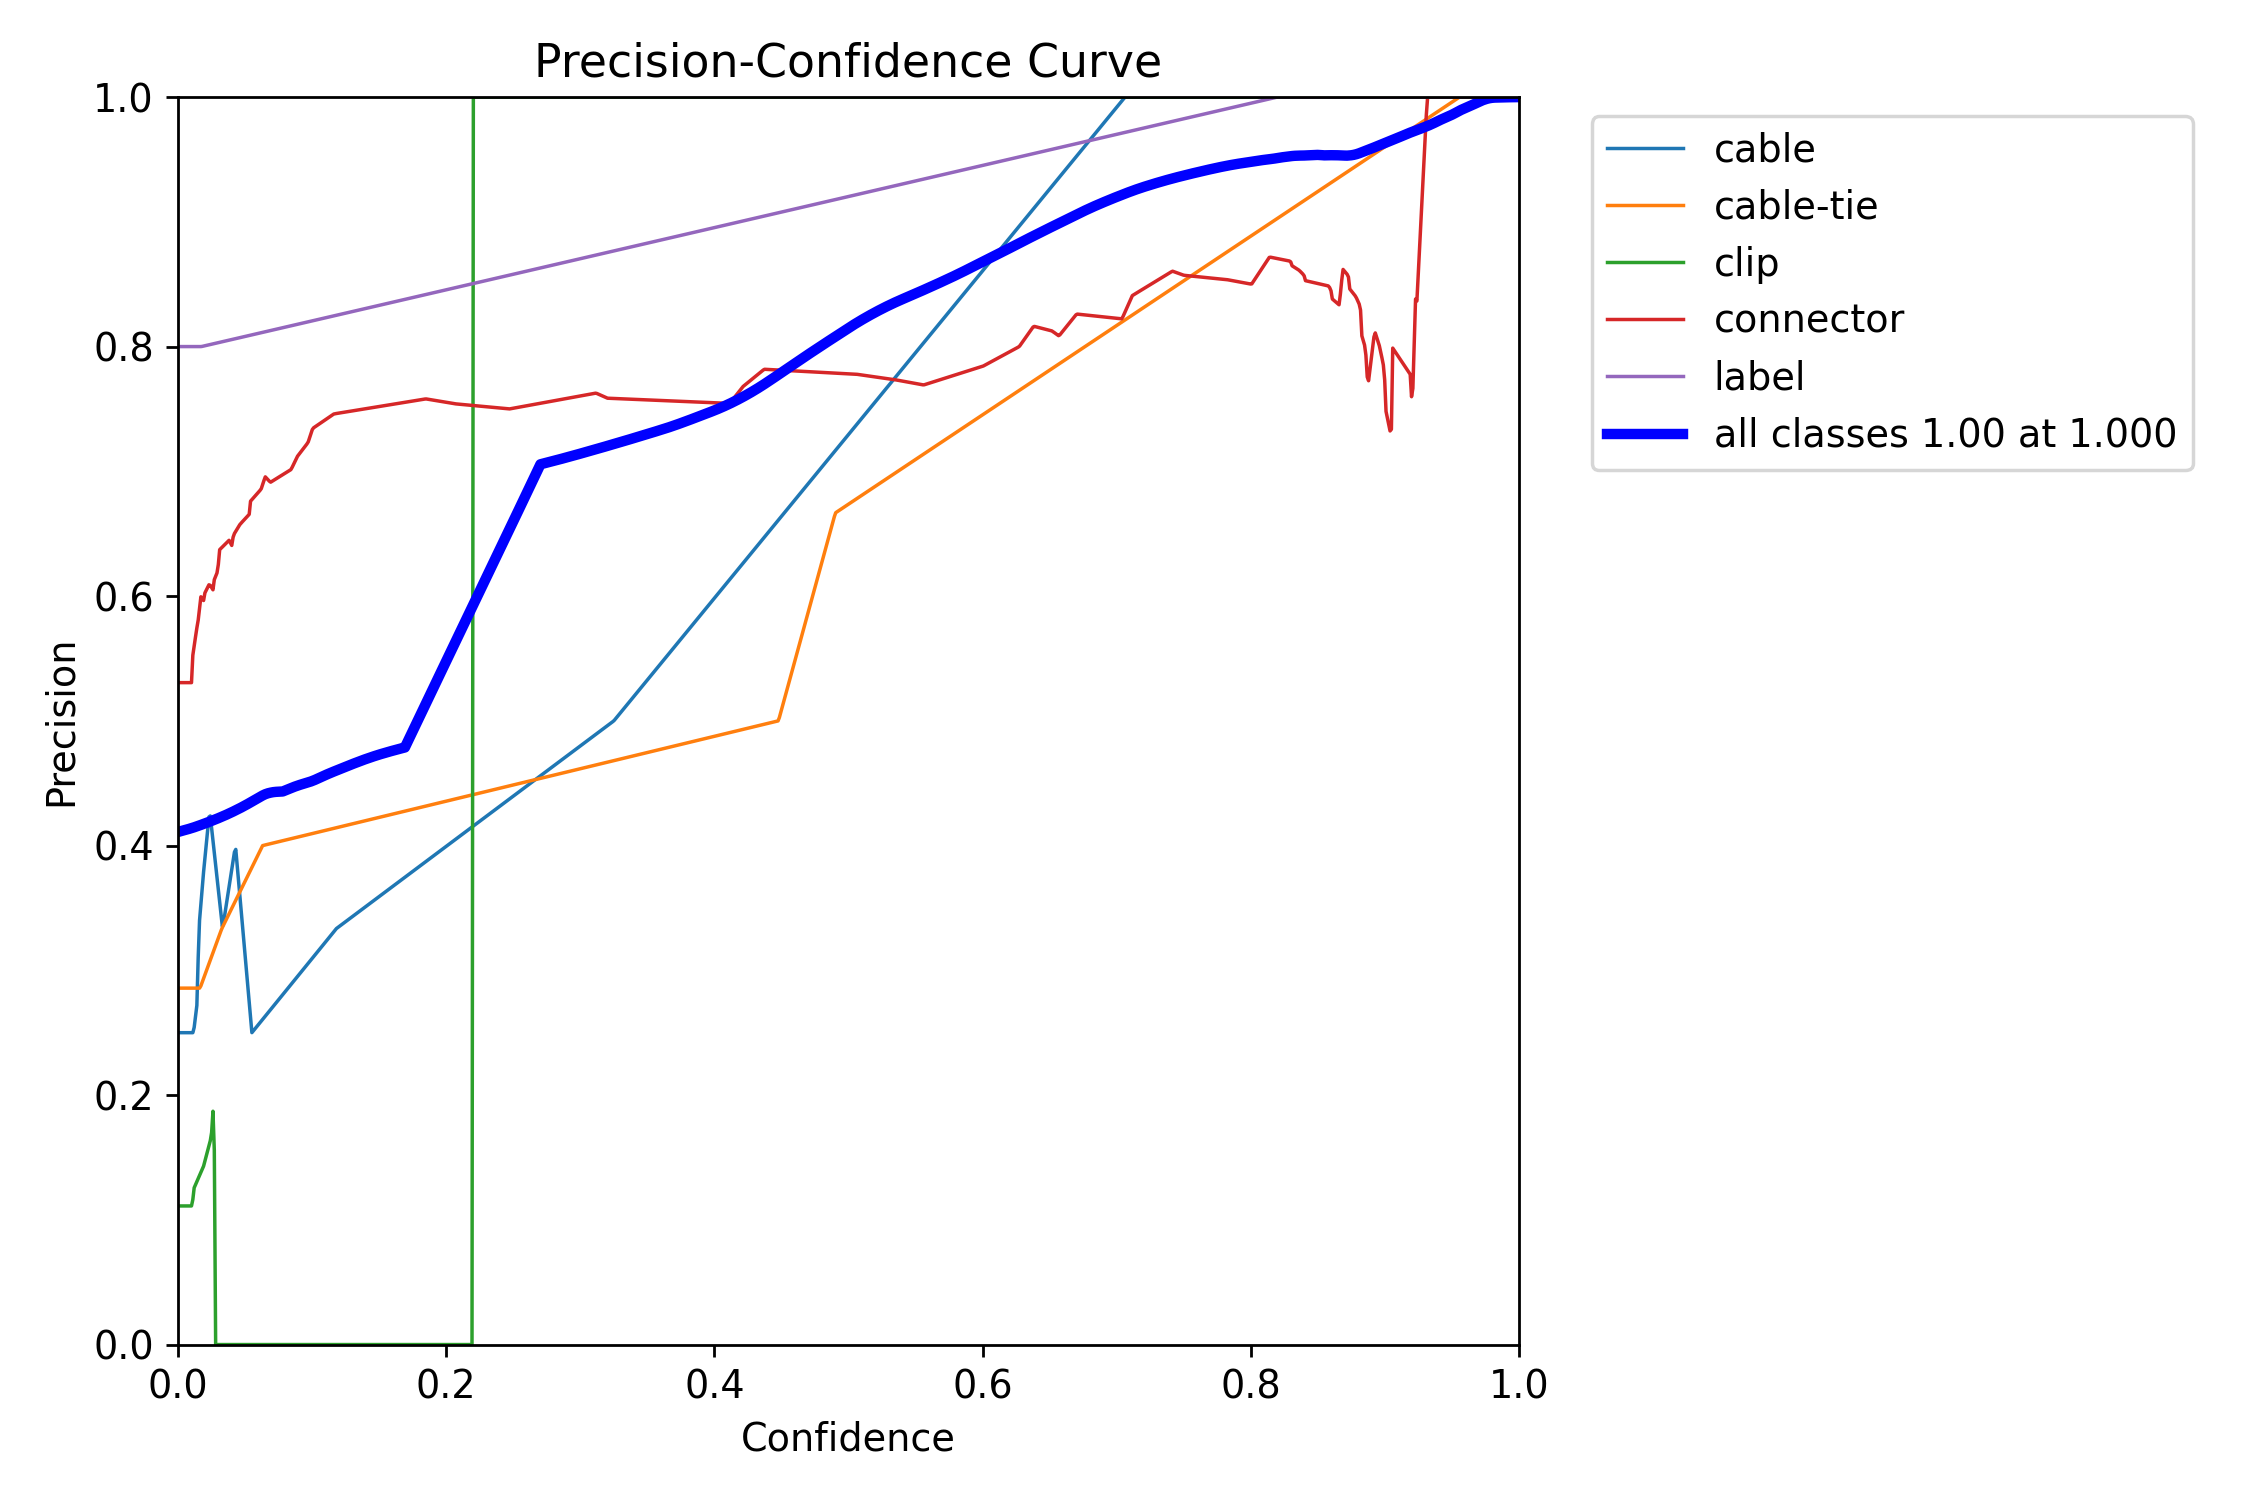 Precision-Confidence Curve
1.0
0.8
0.6
0.4
0.2
0.0
Precision
0.0 0.2 0.4 0.6 0.8 1.0
Confidence
cable
cable-tie
clip
connector
label
all classes 1.00 at 1.000